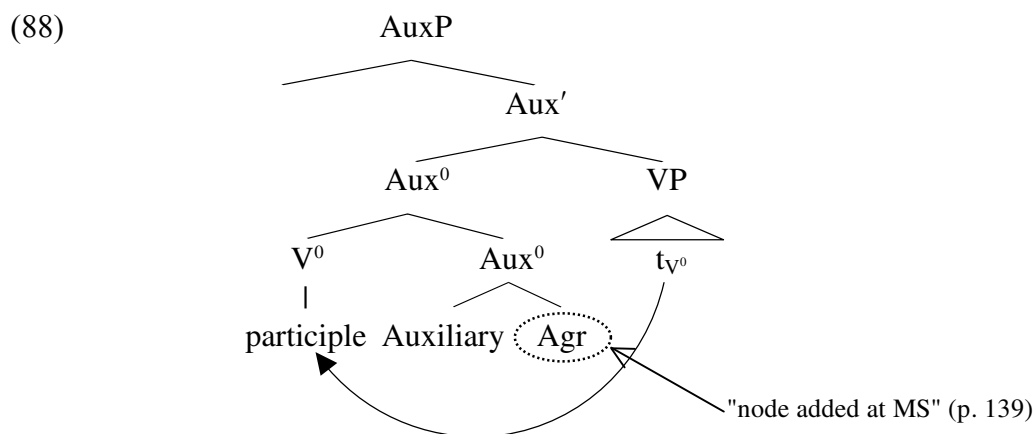 (88) AuxP
Aux′
Aux⁰ VP
V⁰ Aux⁰ t_V⁰
participle Auxiliary Agr
"node added at MS" (p. 139)